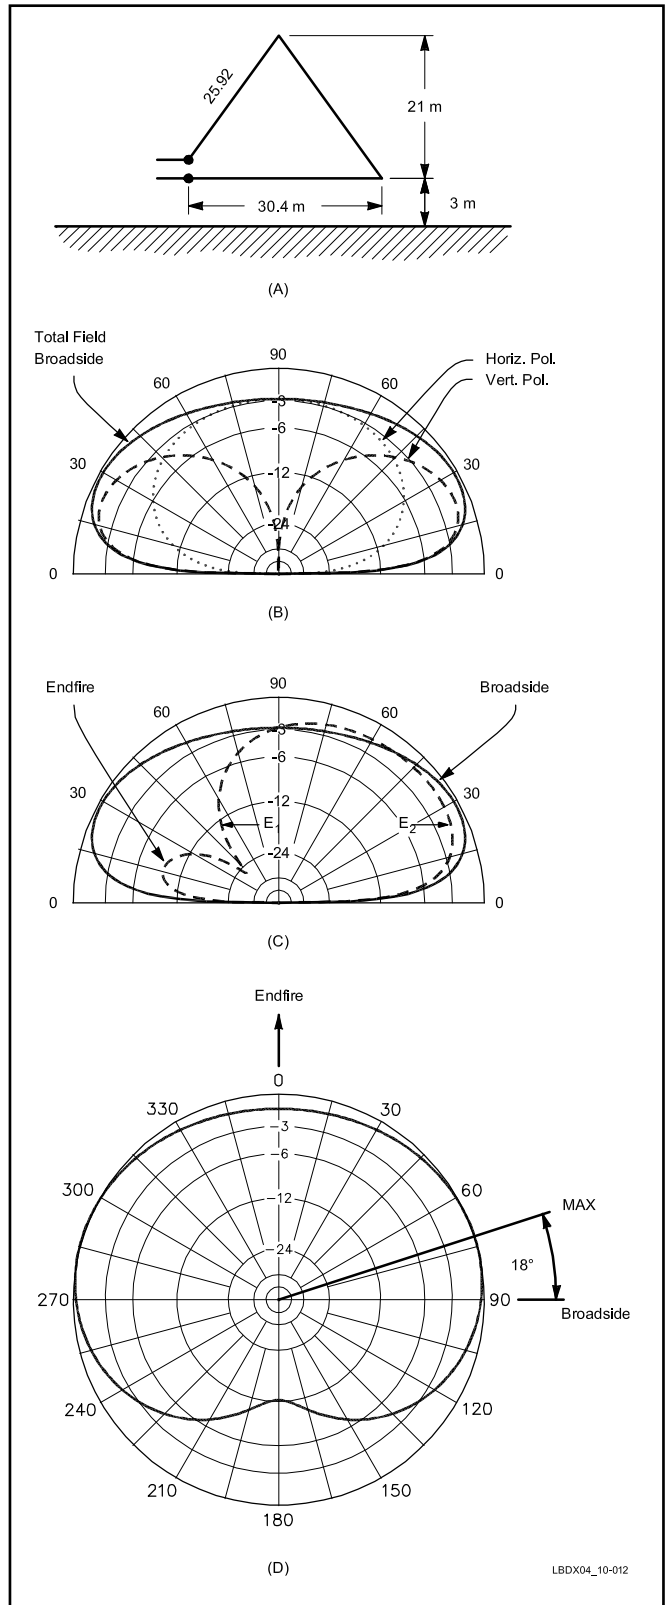 25.92
21 m
30.4 m
3 m
(A)
Total Field
Broadside
Horiz. Pol.
Vert. Pol.
90
60
60
30
30
-3
-6
-12
-24
0
0
(B)
Endfire
Broadside
90
60
60
30
30
-3
-6
-12
-24
E1
E2
0
0
(C)
Endfire
0
330
30
300
60
270
90
240
120
210
150
180
-3
-6
-12
-24
MAX
18°
Broadside
(D)
LBDX04_10-012